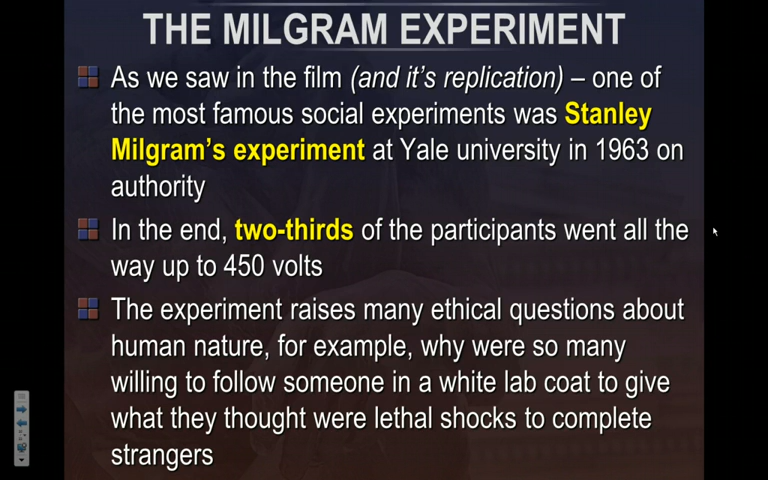 THE MILGRAM EXPERIMENT
As we saw in the film (and it's replication) – one of
the most famous social experiments was Stanley
Milgram's experiment at Yale university in 1963 on
authority
In the end, two-thirds of the participants went all the
way up to 450 volts
The experiment raises many ethical questions about
human nature, for example, why were so many
willing to follow someone in a white lab coat to give
what they thought were lethal shocks to complete
strangers